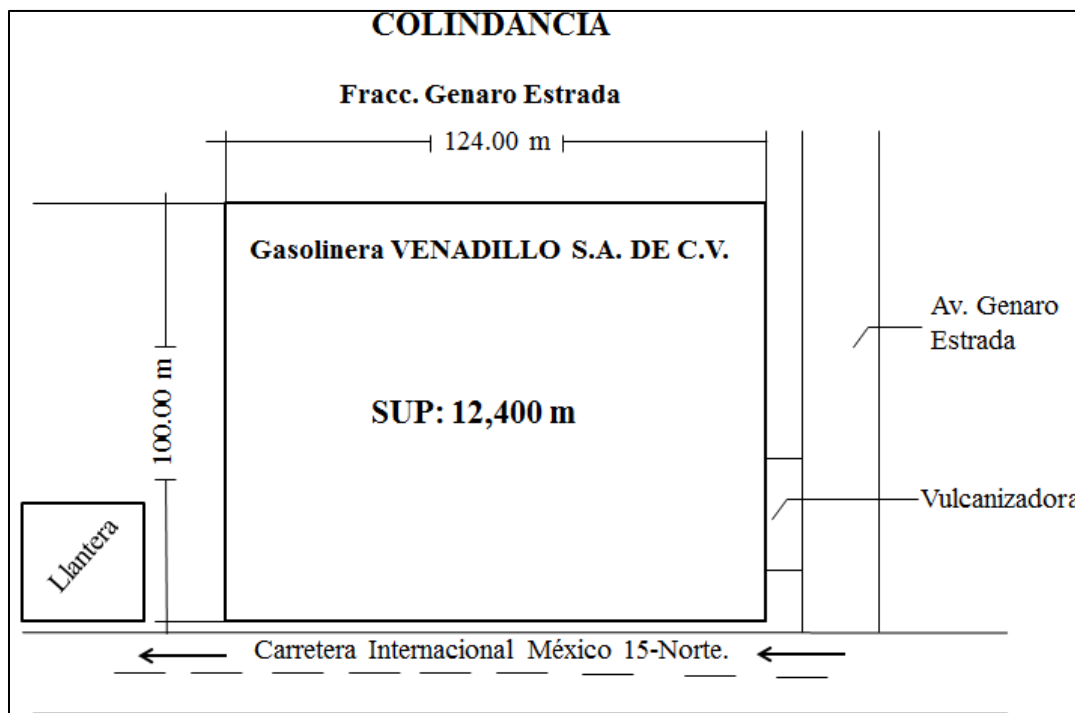 COLINDANCIA
Fracc. Genaro Estrada
124.00 m
Gasolinera VENADILLO S.A. DE C.V.
Av. Genaro
Estrada
100.00 m
SUP: 12,400 m
Vulcanizadora
Llantera
Carretera Internacional México 15-Norte.